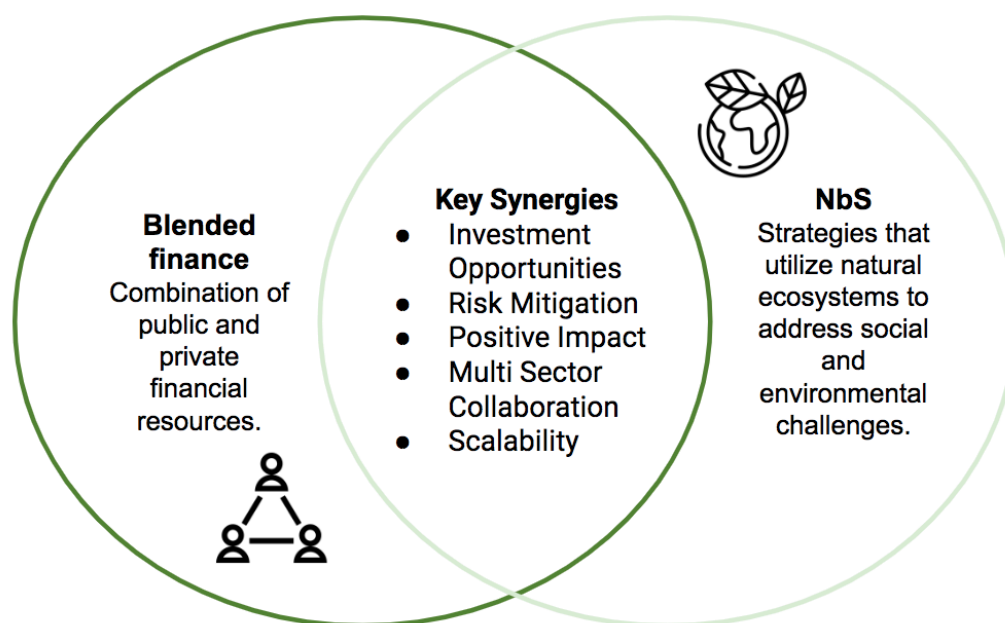 Blended
finance
Combination of
public and
private
financial
resources.
Key Synergies
● Investment
Opportunities
● Risk Mitigation
● Positive Impact
● Multi Sector
Collaboration
● Scalability
NbS
Strategies that
utilize natural
ecosystems to
address social
and
environmental
challenges.